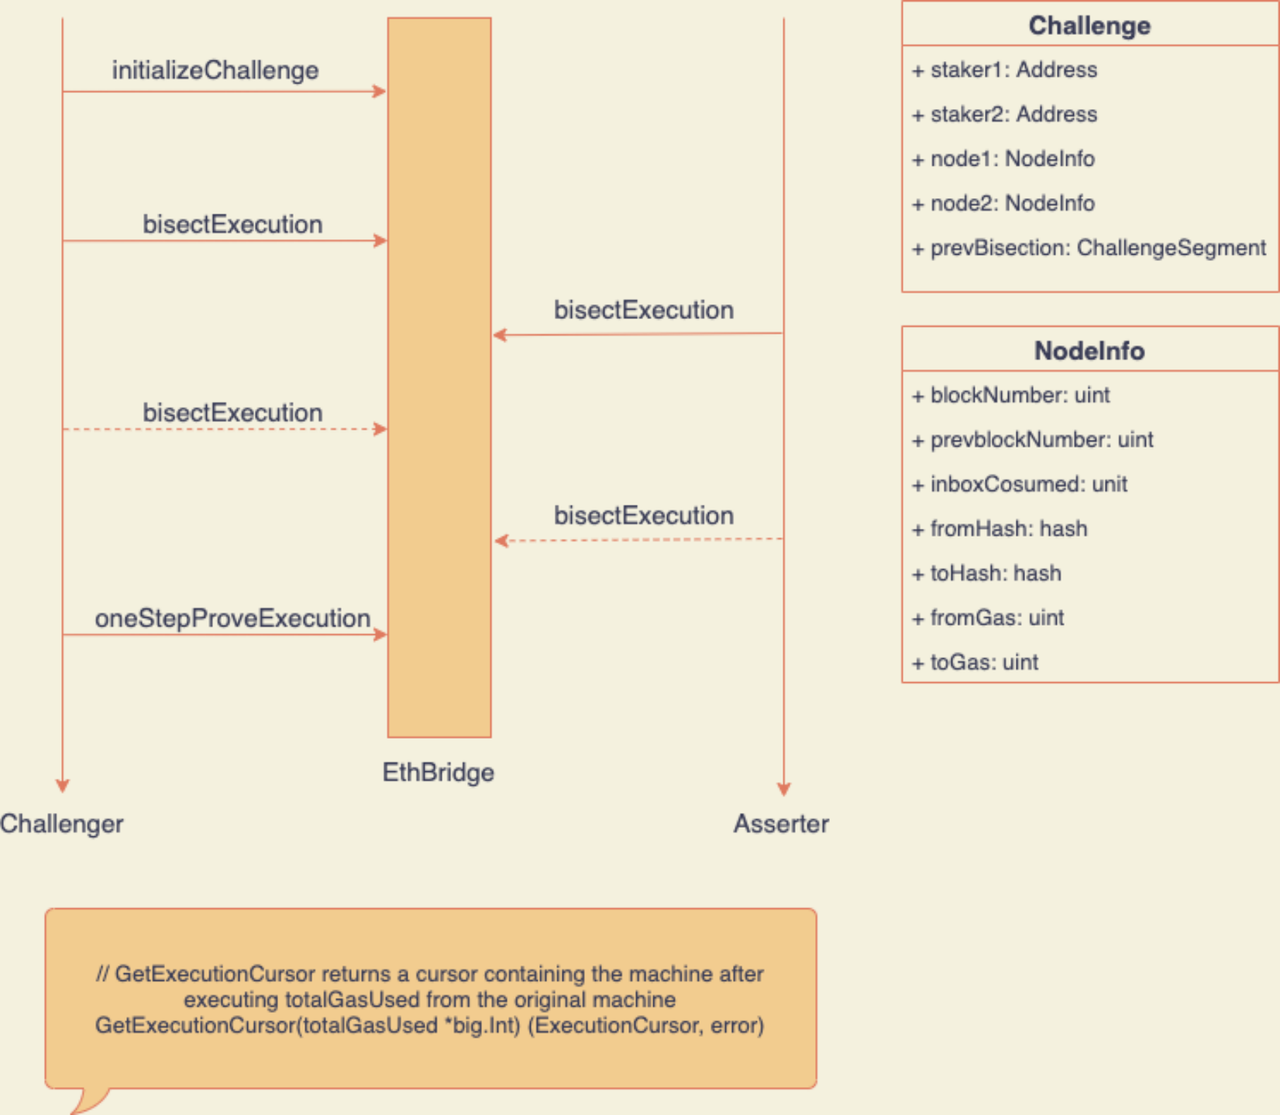 initializeChallenge
bisectExecution
bisectExecution
bisectExecution
bisectExecution
oneStepProveExecution
EthBridge
Challenger
Asserter
Challenge
+ staker1: Address
+ staker2: Address
+ node1: NodeInfo
+ node2: NodeInfo
+ prevBisection: ChallengeSegment
NodeInfo
+ blockNumber: uint
+ prevblockNumber: uint
+ inboxCosumed: unit
+ fromHash: hash
+ toHash: hash
+ fromGas: uint
+ toGas: uint
// GetExecutionCursor returns a cursor containing the machine after
executing totalGasUsed from the original machine
GetExecutionCursor(totalGasUsed *big.Int) (ExecutionCursor, error)